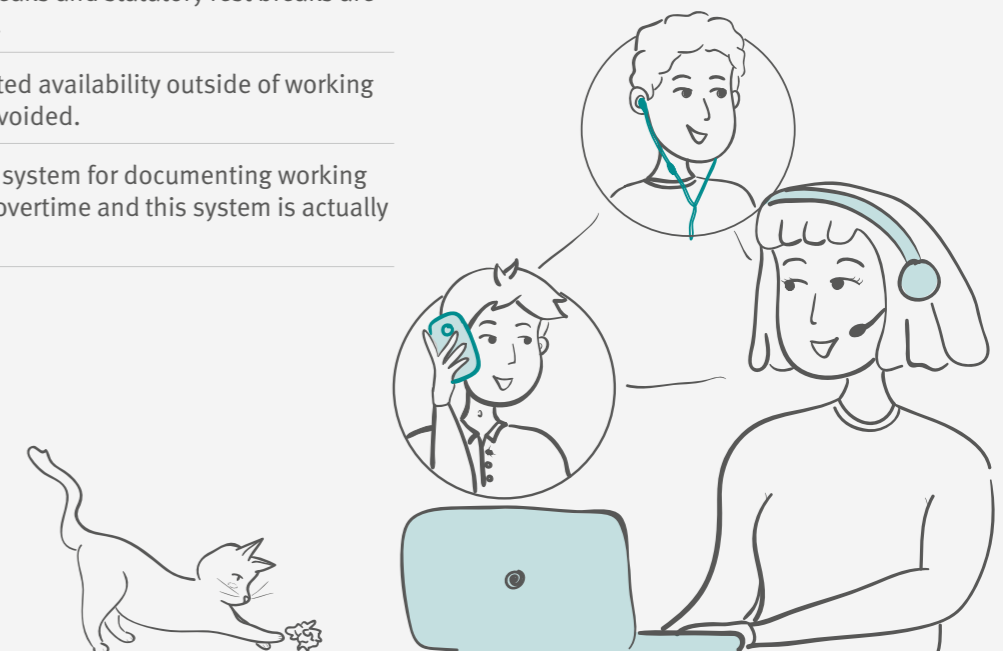 eaks and statutory rest breaks are
ted availability outside of working
voided.
system for documenting working
overtime and this system is actually